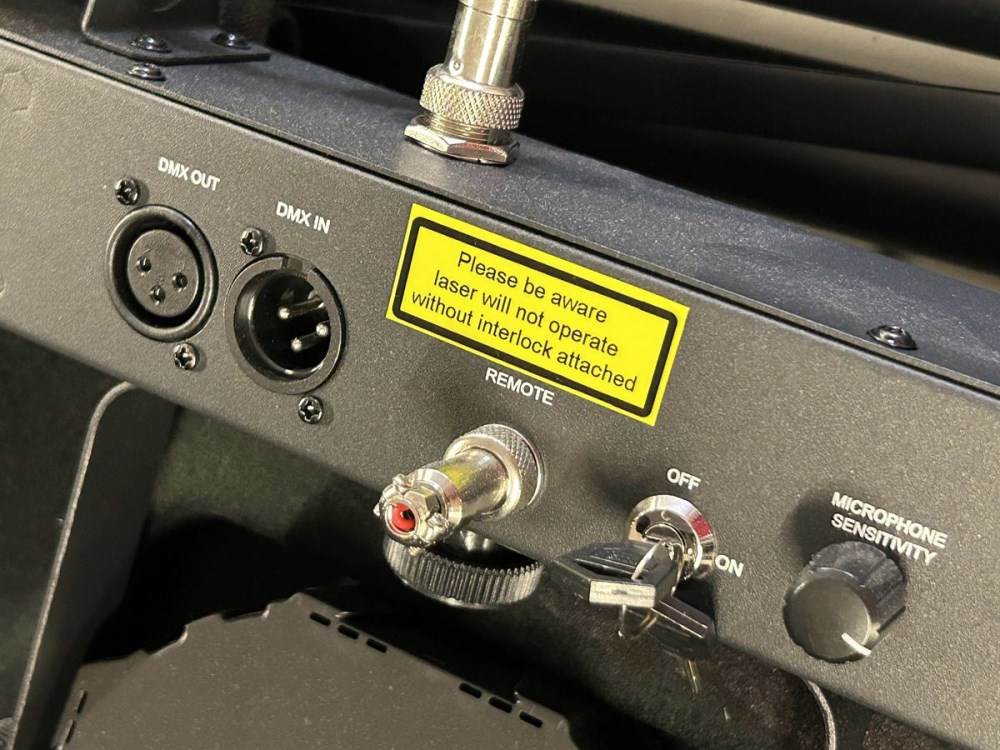 DMX OUT
DMX IN
Please be aware
laser will not operate
without interlock attached
REMOTE
OFF
ON
MICROPHONE
SENSITIVITY